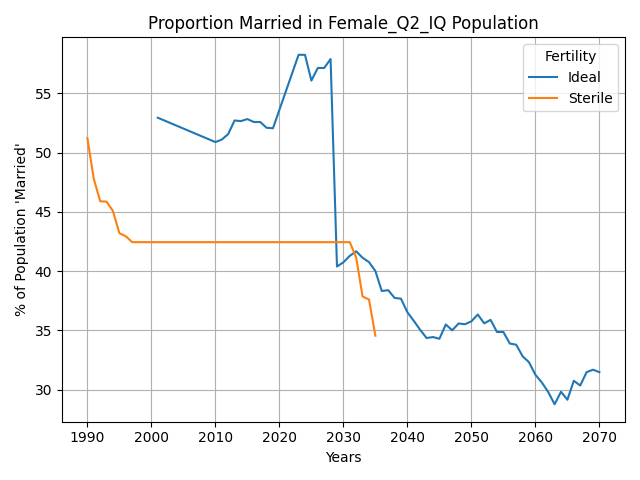 Proportion Married in Female_Q2_IQ Population
% of Population 'Married'
55
50
45
40
35
30
Fertility
Ideal
Sterile
1990 2000 2010 2020 2030 2040 2050 2060 2070
Years